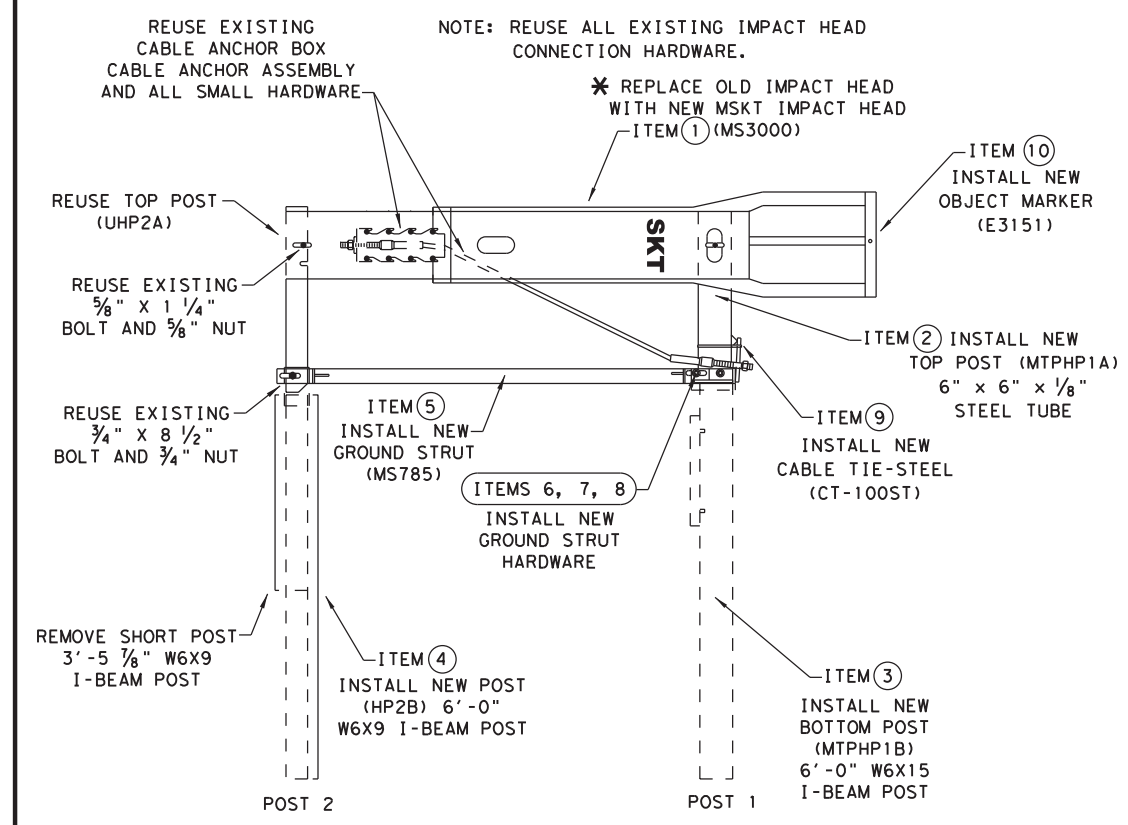 REUSE EXISTING
CABLE ANCHOR BOX
CABLE ANCHOR ASSEMBLY
AND ALL SMALL HARDWARE
NOTE: REUSE ALL EXISTING IMPACT HEAD
CONNECTION HARDWARE.
* REPLACE OLD IMPACT HEAD
WITH NEW MSKT IMPACT HEAD
ITEM 1 (MS3000)
ITEM 10
INSTALL NEW
OBJECT MARKER
(E3151)
REUSE TOP POST
(UHP2A)
SKT
REUSE EXISTING
5/8" X 1 1/4"
BOLT AND 5/8" NUT
ITEM 2 INSTALL NEW
TOP POST (MTPHP1A)
6" x 6" x 1/8"
STEEL TUBE
REUSE EXISTING
3/4" X 8 1/2"
BOLT AND 3/4" NUT
ITEM 5
INSTALL NEW
GROUND STRUT
(MS785)
ITEM 9
INSTALL NEW
CABLE TIE-STEEL
(CT-100ST)
ITEMS 6, 7, 8
INSTALL NEW
GROUND STRUT
HARDWARE
REMOVE SHORT POST
3'-5 7/8" W6X9
I-BEAM POST
ITEM 4
INSTALL NEW POST
(HP2B) 6'-0"
W6X9 I-BEAM POST
ITEM 3
INSTALL NEW
BOTTOM POST
(MTPHP1B)
6'-0" W6X15
I-BEAM POST
POST 2
POST 1